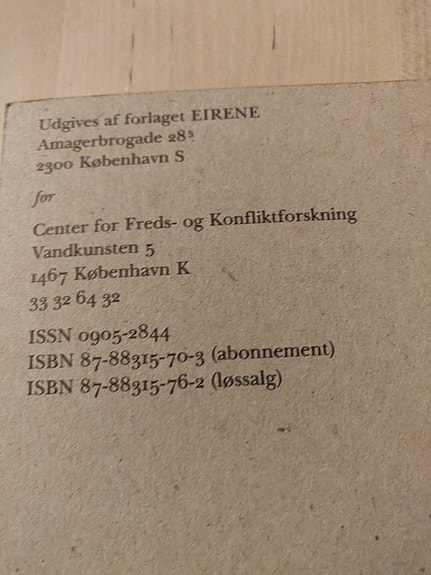 Udgives af forlaget EIRENE
Amagerbrogade 28⁵
2300 København S
for
Center for Freds- og Konfliktforskning
Vandkunsten 5
1467 København K
33 32 64 32
ISSN 0905-2844
ISBN 87-88315-70-3 (abonnement)
ISBN 87-88315-76-2 (løssalg)